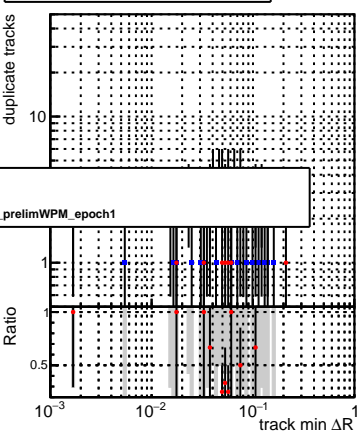 duplicate tracks
10
_prelimWPM_epoch1
1
Ratio
1
0.5
10⁻³ 10⁻² 10⁻¹ 1
track min ΔR